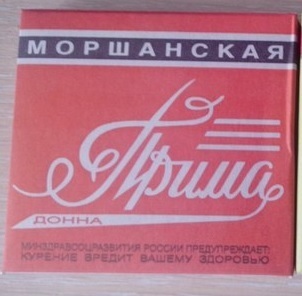 МОРШАНСКАЯ
Прима
ДОННА
МИНЗДРАВСОЦРАЗВИТИЯ РОССИИ ПРЕДУПРЕЖДАЕТ:
КУРЕНИЕ ВРЕДИТ ВАШЕМУ ЗДОРОВЬЮ